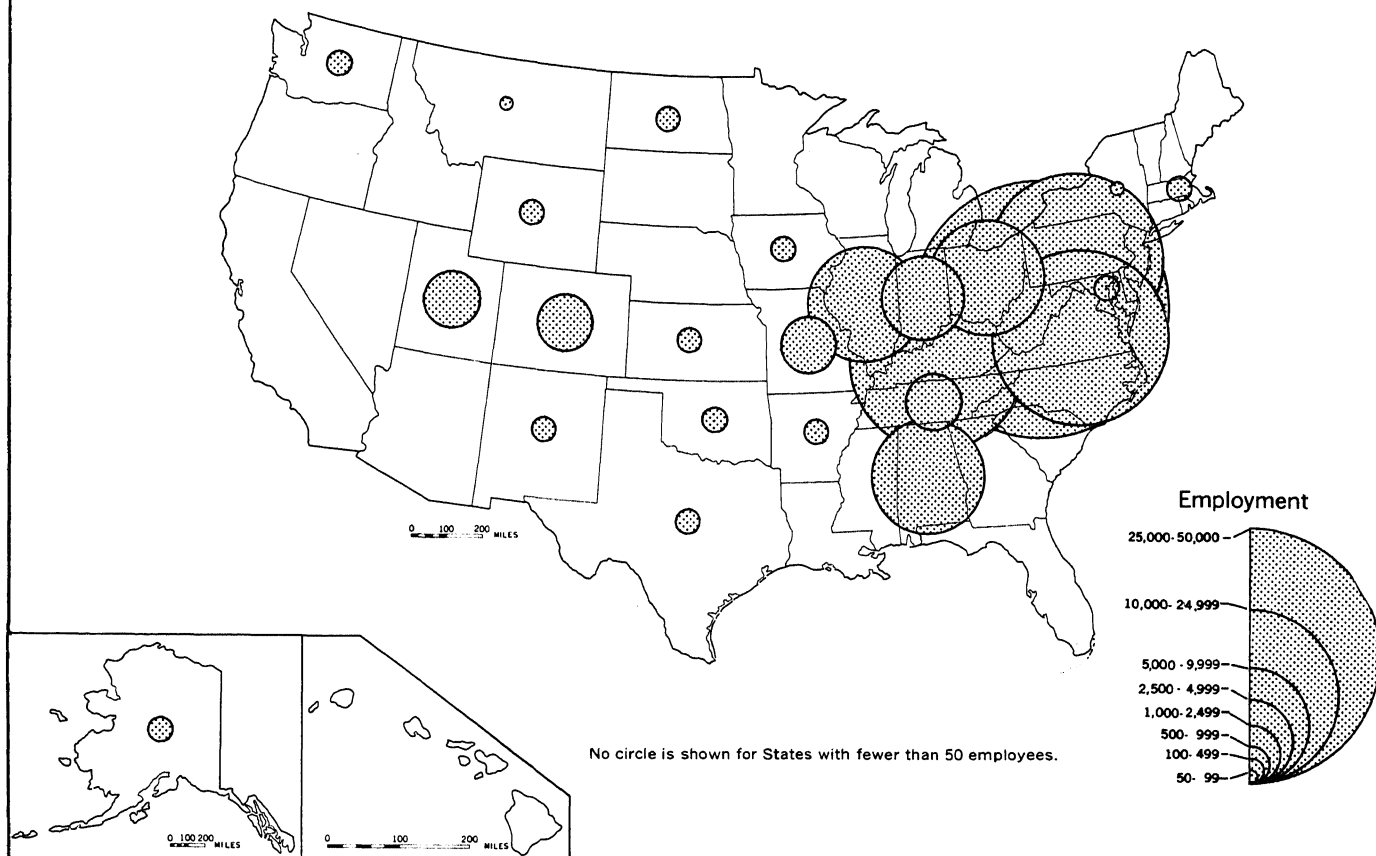 0 100 200 MILES
Employment
25,000-50,000
10,000-24,999
5,000-9,999
2,500-4,999
1,000-2,499
500-999
100-499
50-99
No circle is shown for States with fewer than 50 employees.
0 100 200 MILES
0 100 200 MILES